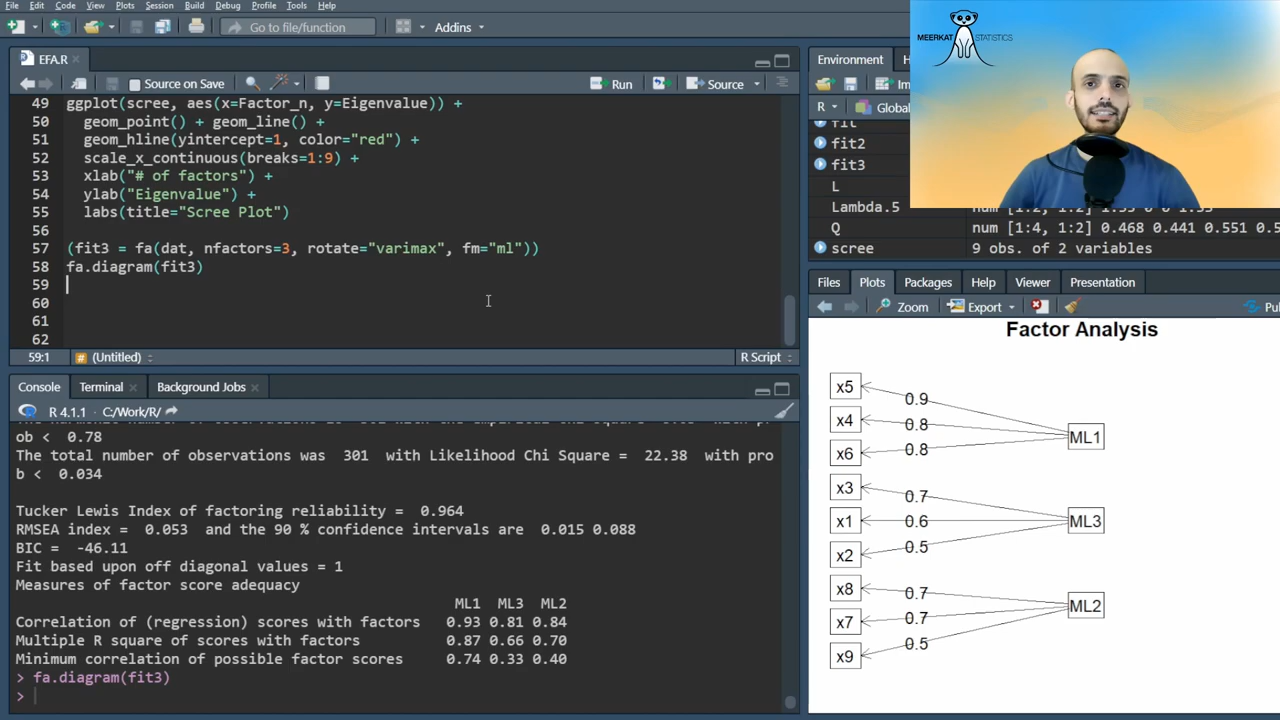 File Edit Code View Plots Session Build Debug Profile Tools Help
Go to file/function
Addins
EFA.R
Source on Save
Run
Source
49 ggplot(scree, aes(x=Factor_n, y=Eigenvalue)) +
50 geom_point() + geom_line() +
51 geom_hline(yintercept=1, color="red") +
52 scale_x_continuous(breaks=1:9) +
53 xlab("# of factors") +
54 ylab("Eigenvalue") +
55 labs(title="Scree Plot")
56
57 (fit3 = fa(dat, nfactors=3, rotate="varimax", fm="ml"))
58 fa.diagram(fit3)
59
60
61
62
59:1 # (Untitled)
R Script
Console Terminal Background Jobs
R 4.1.1 · C:/Work/R/
ob < 0.78
The total number of observations was 301 with Likelihood Chi Square = 22.38 with pro
b < 0.034
Tucker Lewis Index of factoring reliability = 0.964
RMSEA index = 0.053 and the 90 % confidence intervals are 0.015 0.088
BIC = -46.11
Fit based upon off diagonal values = 1
Measures of factor score adequacy
ML1 ML3 ML2
Correlation of (regression) scores with factors 0.93 0.81 0.84
Multiple R square of scores with factors 0.87 0.66 0.70
Minimum correlation of possible factor scores 0.74 0.33 0.40
> fa.diagram(fit3)
>
Environment
R
Global
fit
fit2
fit3
L
Lambda.5 num [1:2, 1:2] 1.53 0 0 1.53
Q num [1:4, 1:2] 0.468 0.441 0.551 0.5
scree 9 obs. of 2 variables
MEERKAT STATISTICS
Files Plots Packages Help Viewer Presentation
Zoom
Export
Factor Analysis
x5
0.9
x4
0.8
ML1
x6
0.8
x3
0.7
x1
0.6
ML3
x2
0.5
x8
0.7
ML2
x7
0.7
x9
0.5